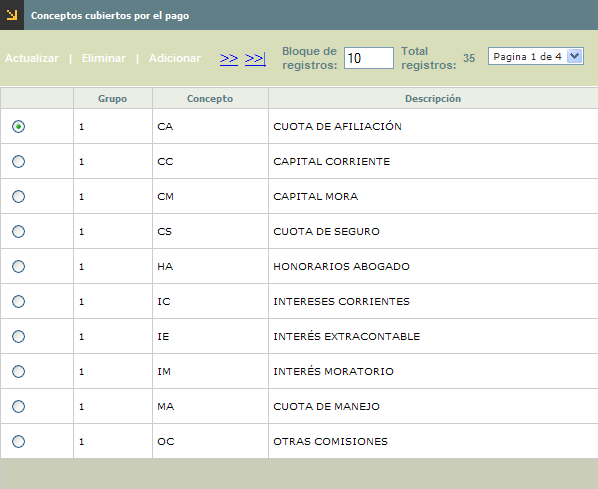 Conceptos cubiertos por el pago
Actualizar | Eliminar | Adicionar >> >>| Bloque de registros: 10 Total registros: 35 Pagina 1 de 4
Grupo Concepto Descripción
1 CA CUOTA DE AFILIACIÓN
1 CC CAPITAL CORRIENTE
1 CM CAPITAL MORA
1 CS CUOTA DE SEGURO
1 HA HONORARIOS ABOGADO
1 IC INTERESES CORRIENTES
1 IE INTERÉS EXTRACONTABLE
1 IM INTERÉS MORATORIO
1 MA CUOTA DE MANEJO
1 OC OTRAS COMISIONES